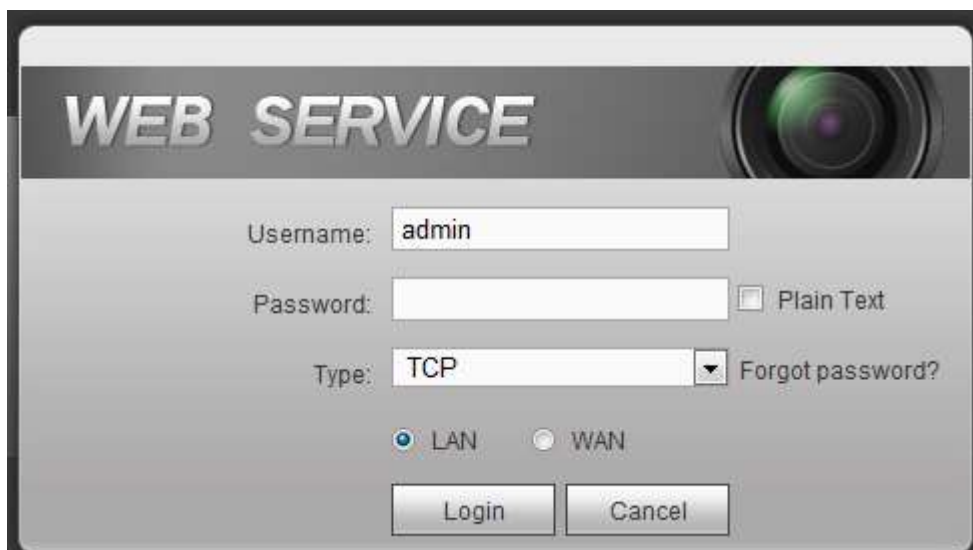 WEB SERVICE
Username: admin
Password: Plain Text
Type: TCP Forgot password?
LAN WAN
Login Cancel